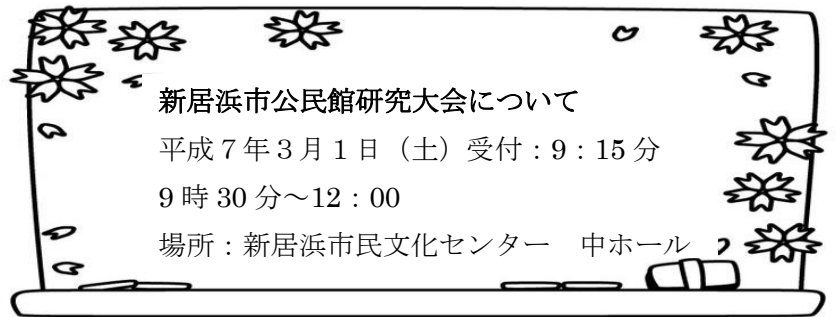 新居浜市公民館研究大会について
平成７年３月１日（土）受付：9：15分
9時30分～12：00
場所：新居浜市民文化センター　中ホール